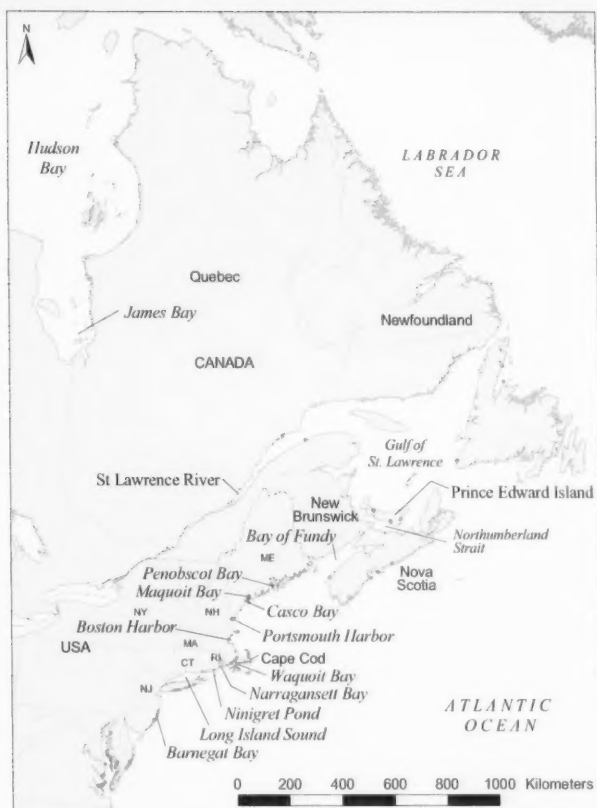 N
Hudson
Bay
LABRADOR
SEA
Quebec
James Bay
Newfoundland
CANADA
Gulf of
St. Lawrence
St Lawrence River
Prince Edward Island
New
Brunswick
Bay of Fundy
Northumberland
Strait
ME
Nova
Scotia
Penobscot Bay
Maquoit Bay
NY
NH
Casco Bay
Boston Harbor
Portsmouth Harbor
USA
MA
RI
Cape Cod
CT
Waquoit Bay
NJ
Narragansett Bay
Ninigret Pond
ATLANTIC
OCEAN
Long Island Sound
Barnegat Bay
0 200 400 600 800 1000 Kilometers